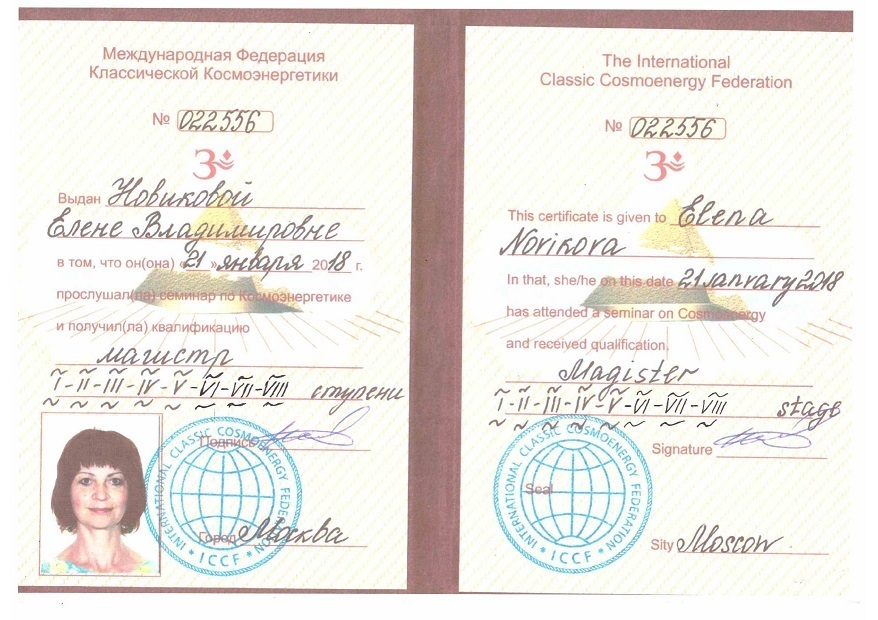 Международная Федерация
Классической Космоэнергетики
№ 022556
Выдан Новиковой
Елене Владимировне
в том, что он(она) «21» января 2018 г.
прослушал(ла) семинар по Космоэнергетике
и получил(ла) квалификацию
магистр
I-II-III-IV-V-VI-VII-VIII ступени
Подпись
Город Москва
INTERNATIONAL CLASSIC COSMOENERGY FEDERATION
ICCF
The International
Classic Cosmoenergy Federation
№ 022556
This certificate is given to Elena
Novikova
In that, she/he on this date 21 january 2018
has attended a seminar on Cosmoenergy
and received qualification.
Magister
I-II-III-IV-V-VI-VII-VIII stage
Signature
Seal
Sity Moscow
INTERNATIONAL CLASSIC COSMOENERGY FEDERATION
ICCF